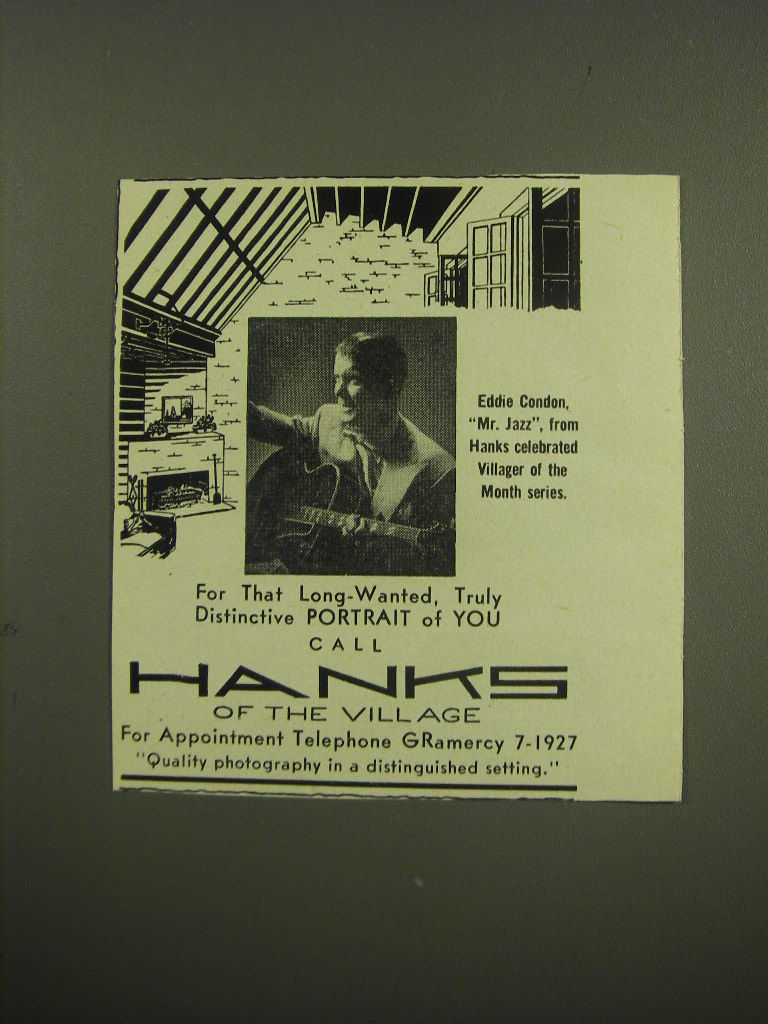 Eddie Condon,
"Mr. Jazz", from
Hanks celebrated
Villager of the
Month series.
For That Long-Wanted, Truly
Distinctive PORTRAIT of YOU
CALL
HANKS
OF THE VILLAGE
For Appointment Telephone GRamercy 7-1927
"Quality photography in a distinguished setting."